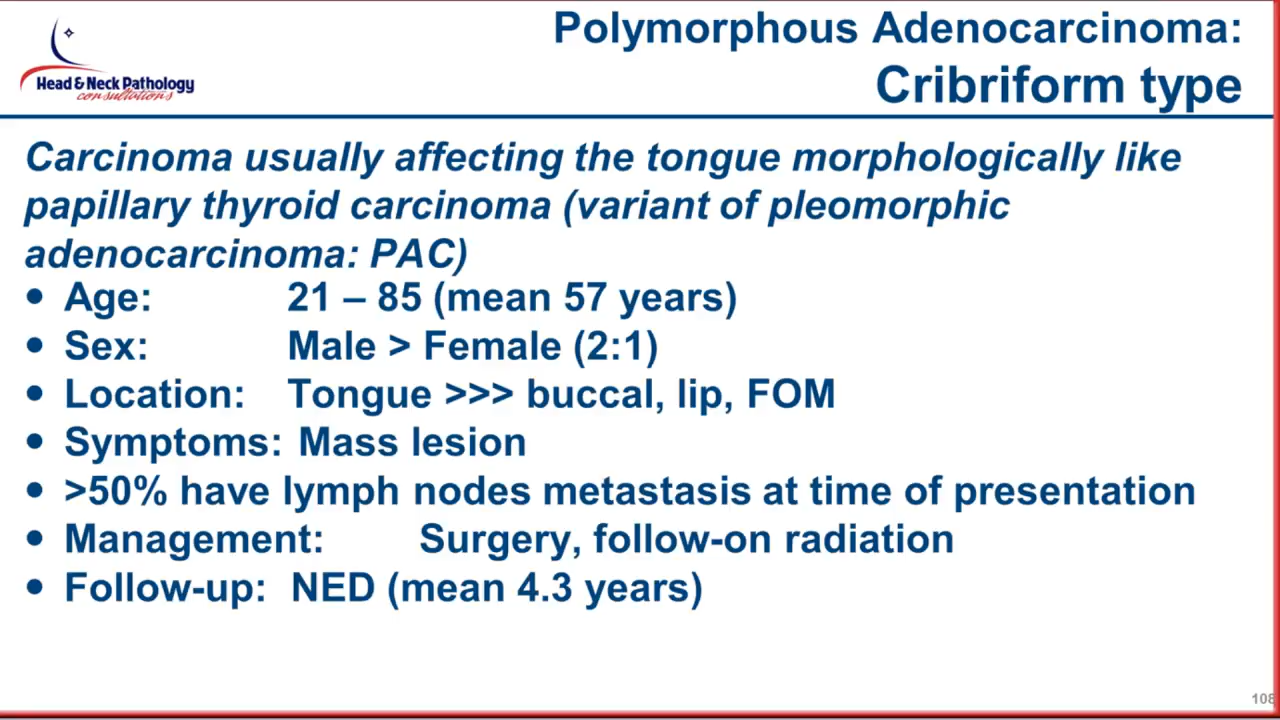 Head & Neck Pathology
consultations
Polymorphous Adenocarcinoma:
Cribriform type
Carcinoma usually affecting the tongue morphologically like
papillary thyroid carcinoma (variant of pleomorphic
adenocarcinoma: PAC)
• Age: 21 – 85 (mean 57 years)
• Sex: Male > Female (2:1)
• Location: Tongue >>> buccal, lip, FOM
• Symptoms: Mass lesion
• >50% have lymph nodes metastasis at time of presentation
• Management: Surgery, follow-on radiation
• Follow-up: NED (mean 4.3 years)
108